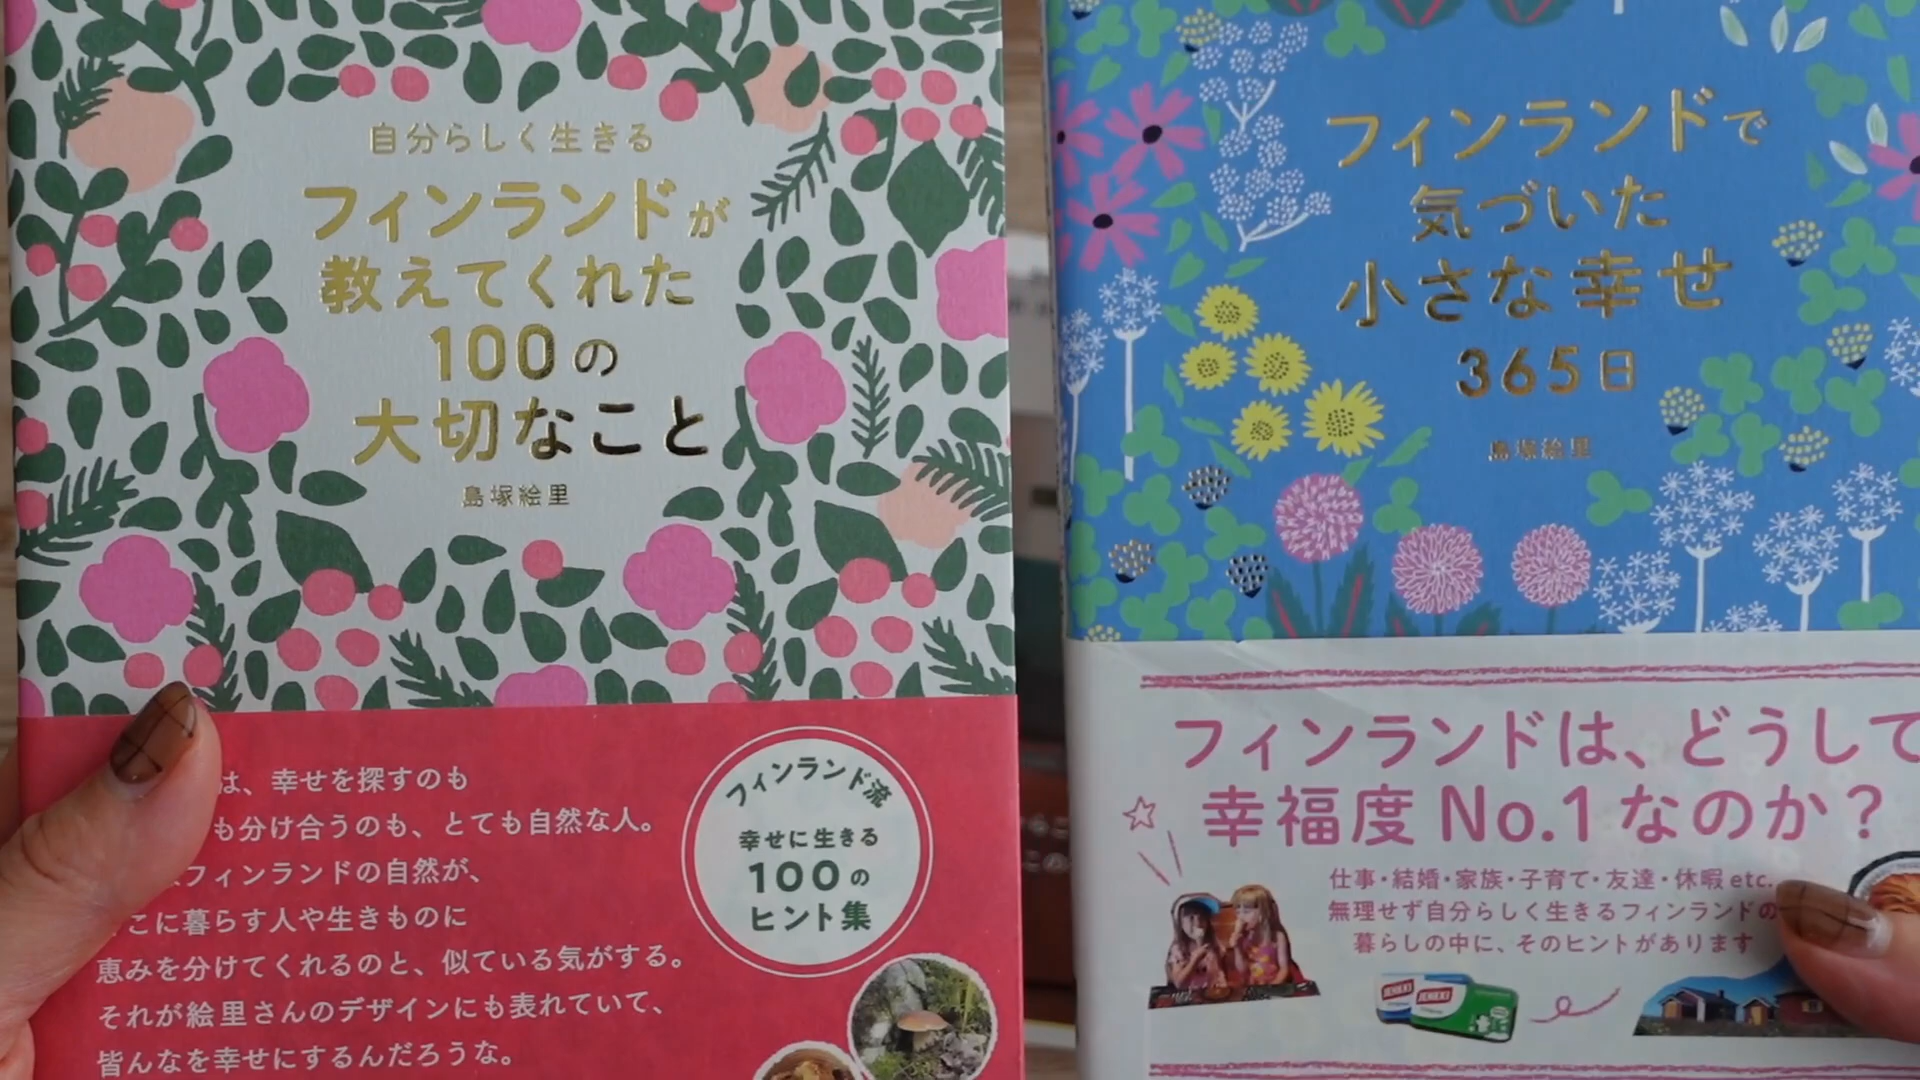 自分らしく生きる
フィンランドが
教えてくれた
100の
大切なこと
島塚絵里
は、幸せを探すのも
も分け合うのも、とても自然な人。
フィンランドの自然が、
こに暮らす人や生きものに
恵みを分けてくれるのと、似ている気がする。
それが絵里さんのデザインにも表れていて、
皆んなを幸せにするんだろうな。
フィンランド流
幸せに生きる
100の
ヒント集
フィンランドで
気づいた
小さな幸せ
365日
島塚絵里
フィンランドは、どうして
幸福度No.1なのか?
仕事・結婚・家族・子育て・友達・休暇etc.
無理せず自分らしく生きるフィンランドの
暮らしの中に、そのヒントがあります